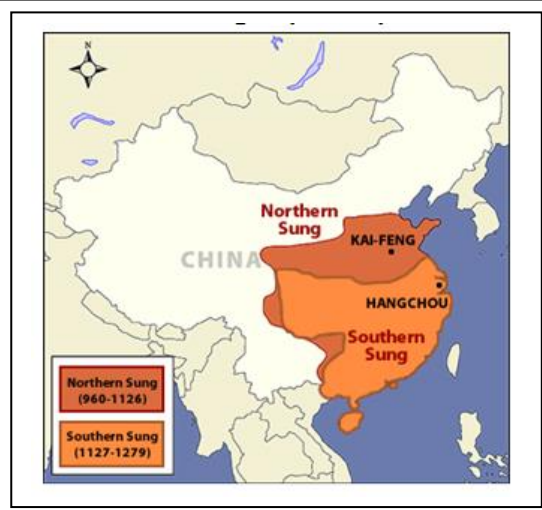 N
Northern
Sung
KAI-FENG
CHINA
HANGCHOU
Southern
Sung
Northern Sung
(960-1126)
Southern Sung
(1127-1279)